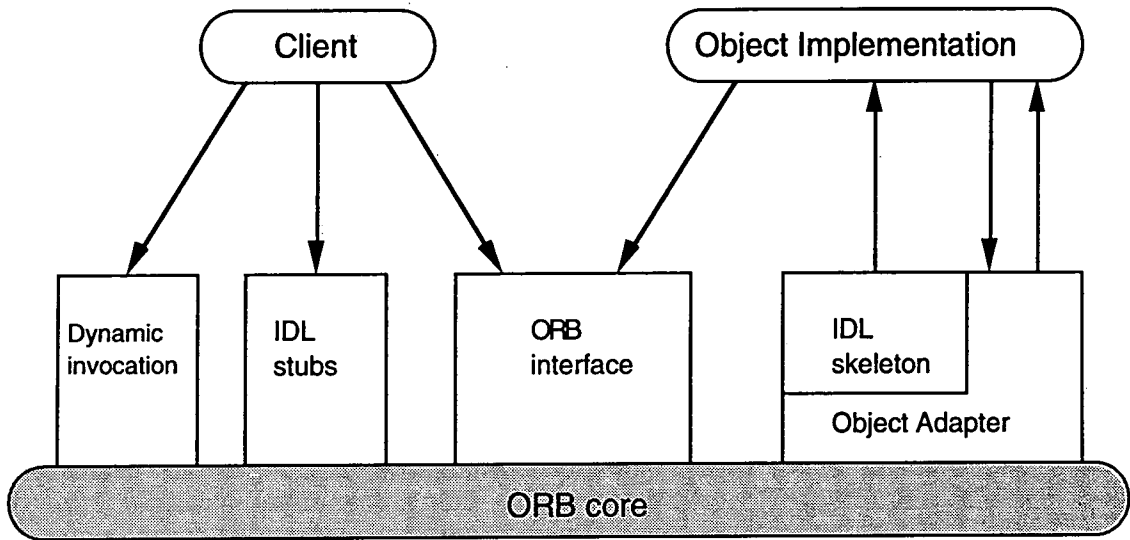 Client
Object Implementation
Dynamic
invocation
IDL
stubs
ORB
interface
IDL
skeleton
Object Adapter
ORB core